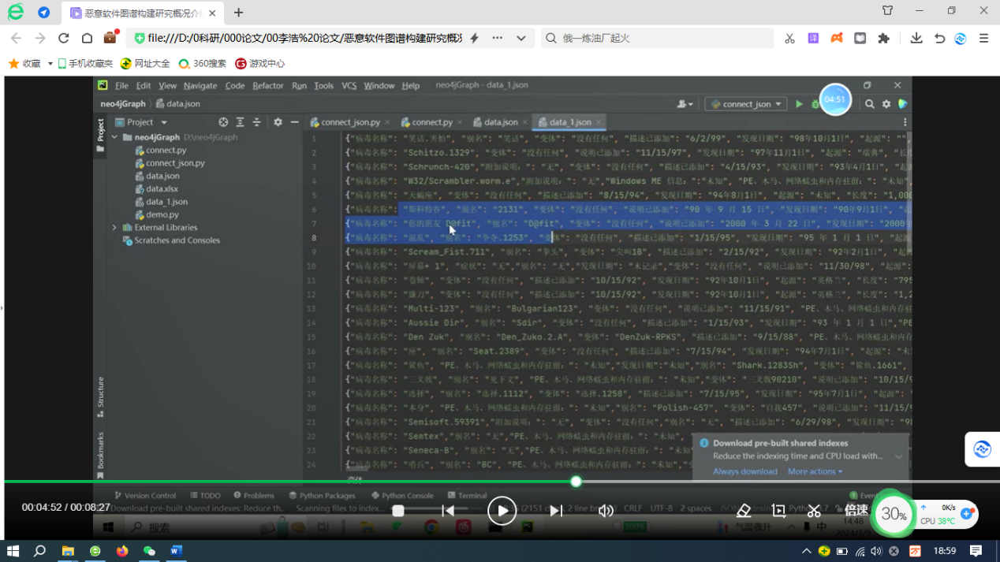 恶意软件图谱构建研究概况介绍
file:///D:/0科研/000论文/00李浩%20论文/恶意软件图谱构建研究概况
俄一炼油厂起火
收藏 手机收藏夹 网址大全 360搜索 游戏中心
File Edit View Navigate Code Refactor Run Tools VCS Window Help neo4jGraph - data_1.json
neo4jGraph data.json connect_json 04:51
Project connect_json.py connect.py data.json data_1.json
neo4jGraph D:\neo4jGraph
connect.py
connect_json.py
data.json
data.xlsx
data_1.json
demo.py
External Libraries
Scratches and Consoles
Project
Structure
Bookmarks
1 {"病毒名称": "笑话.害怕", "别名": "笑话", "变体": "没有任何", "描述已添加": "6/2/99", "发现日期": "98年10月1日", "起源": "",
2 {"病毒名称": "Schitzo.1329", "变体": "没有任何", "说明已添加": "11/15/97", "发现日期": "97年11月1日", "起源": "瑞典", "长度
3 {"病毒名称": "Schrunch-420","附加说明：": "无", "变体": "没有任何", "描述已添加": "4/15/93", "发现日期": "93年4月1日", "起源
4 {"病毒名称": "W32/Scrambler.worm.e","附加说明：": "无","Windows ME 信息：":"未知", "PE、木马、网络蠕虫和内存驻留：": "未知
5 {"病毒名称": "天蝎座", "变体": "没有任何", "描述已添加": "8/15/94", "发现日期": "94年8月1日", "起源": "未知", "长度": "1,000
6 {"病毒名称": "斯科特谷", "别名": "2131", "变体": "没有任何", "说明已添加": "90 年 9 月 15 日", "发现日期": "90年9月1日", "起
7 {"病毒名称": "你的朋友 D@fit", "别名": "D@fit", "变体": "没有任何", "说明已添加": "2000 年 3 月 22 日", "发现日期": "2000
8 {"病毒名称": "混乱", "别名": "争夺.1253", "变体": "没有任何", "描述已添加": "1/15/95", "发现日期": "95 年 1 月 1 日", "起源
9 {"病毒名称": "Scream_Fist.711", "别名": "拳头", "变体": "尖叫1B", "描述已添加": "2/15/92", "发现日期": "92年2月1日", "起源
10 {"病毒名称": "屏幕+ 1", "症状": "无","别名": "无","发现日期": "未记录","变体": "没有任何", "说明已添加": "11/30/98", "起源
11 {"病毒名称": "卷轴", "变体": "没有任何", "描述已添加": "10/15/92", "发现日期": "92年10月1日", "起源": "英格兰", "长度": "795
12 {"病毒名称": "镰刀", "变体": "没有任何", "描述已添加": "10/15/92", "发现日期": "92年10月1日", "起源": "英格兰", "长度": "1,2
13 {"病毒名称": "Multi-123", "别名": "Bulgarian123", "变体": "没有任何", "说明已添加": "11/15/91", "PE、木马、网络蠕虫和内存驻
14 {"病毒名称": "Aussie Dir", "别名": "Sdir", "变体": "没有任何", "描述已添加": "1/15/93", "发现日期": "93 年 1 月 1 日","PE
15 {"病毒名称": "Den Zuk", "别名": "Den_Zuko.2.A", "变体": "DenZuk-RPKS", "描述已添加": "9/15/88", "PE、木马、网络蠕虫和内存
16 {"病毒名称": "座", "别名": "Seat.2389", "变体": "没有任何", "描述已添加": "7/15/94", "发现日期": "94年7月1日", "起源": "未
17 {"病毒名称": "鲨鱼", "PE、木马、网络蠕虫和内存驻留：": "未知","发现日期":"未知","别名": "Shark.1283Sh", "变体": "鲨鱼.1661",
18 {"病毒名称": "三叉戟", "别名": "见下文", "PE、木马、网络蠕虫和内存驻留：": "未知","变体": "三叉戟90210", "说明已添加": "10/15/9
19 {"病毒名称": "选择", "别名": "选择.1112", "变体": "选择.1258", "描述已添加": "7/15/95", "发现日期": "95年7月1日", "起源":
20 {"病毒名称": "本身", "PE、木马、网络蠕虫和内存驻留：": "未知","别名": "Polish-457", "变体": "自我457", "说明已添加": "11/15/
21 {"病毒名称": "Semisoft.59391","附加说明：": "无", "变体": "没有任何", "描述已添加": "6/29/98", "发现日期": "98
22 {"病毒名称": "Semtex","别名": "无","PE、木马、网络蠕虫和内存驻留：": "未知",
23 {"病毒名称": "Seneca-B", "别名": "无","PE、木马、网络蠕虫和内存驻留：": "未知
24 {"病毒名称": "哨兵", "别名": "BC", "PE、木马、网络蠕虫和内存驻留：": "未知","变
Download pre-built shared indexes
Reduce the indexing time and CPU load with...
Always download More actions
Version Control TODO Problems Python Packages Python Console Terminal Event
Download pre-built shared indexes: Reduce th... Scanning files to index... (2151 chars, 2 line br CRLF UTF-8 2 spaces
00:04:52 / 00:08:27
倍速
30%
0K/s
CPU 38℃
搜索 100% 气温骤升 中 14:48
18:59